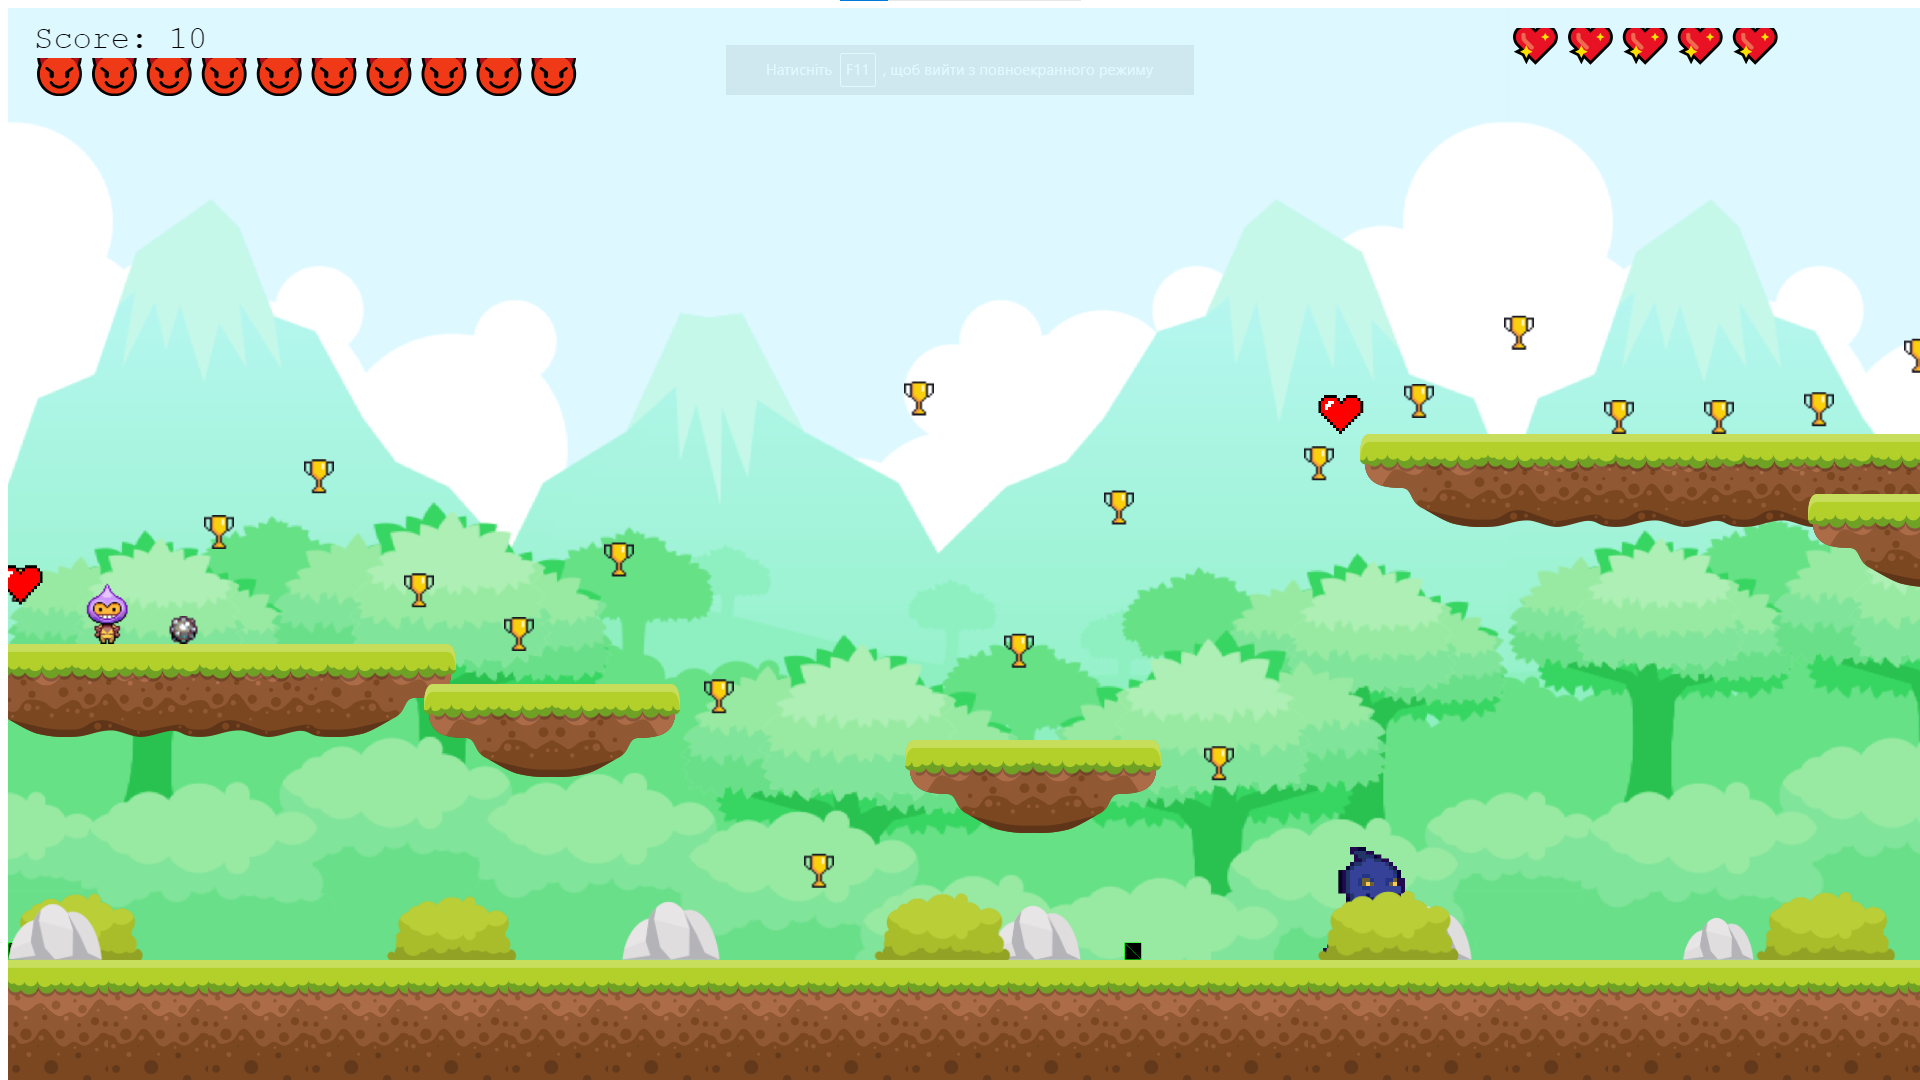 Score: 10
Натисніть F11 , щоб вийти з повноекранного режиму